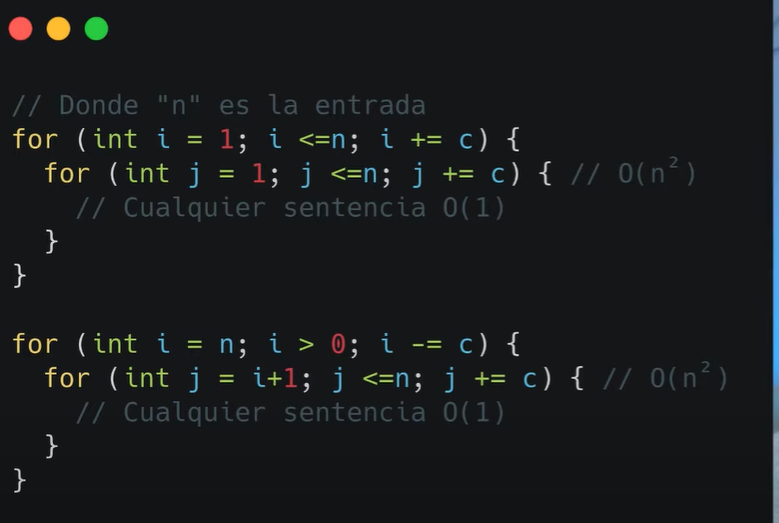 // Donde "n" es la entrada
for (int i = 1; i <=n; i += c) {
  for (int j = 1; j <=n; j += c) { // O(n²)
    // Cualquier sentencia O(1)
  }
}

for (int i = n; i > 0; i -= c) {
  for (int j = i+1; j <=n; j += c) { // O(n²)
    // Cualquier sentencia O(1)
  }
}